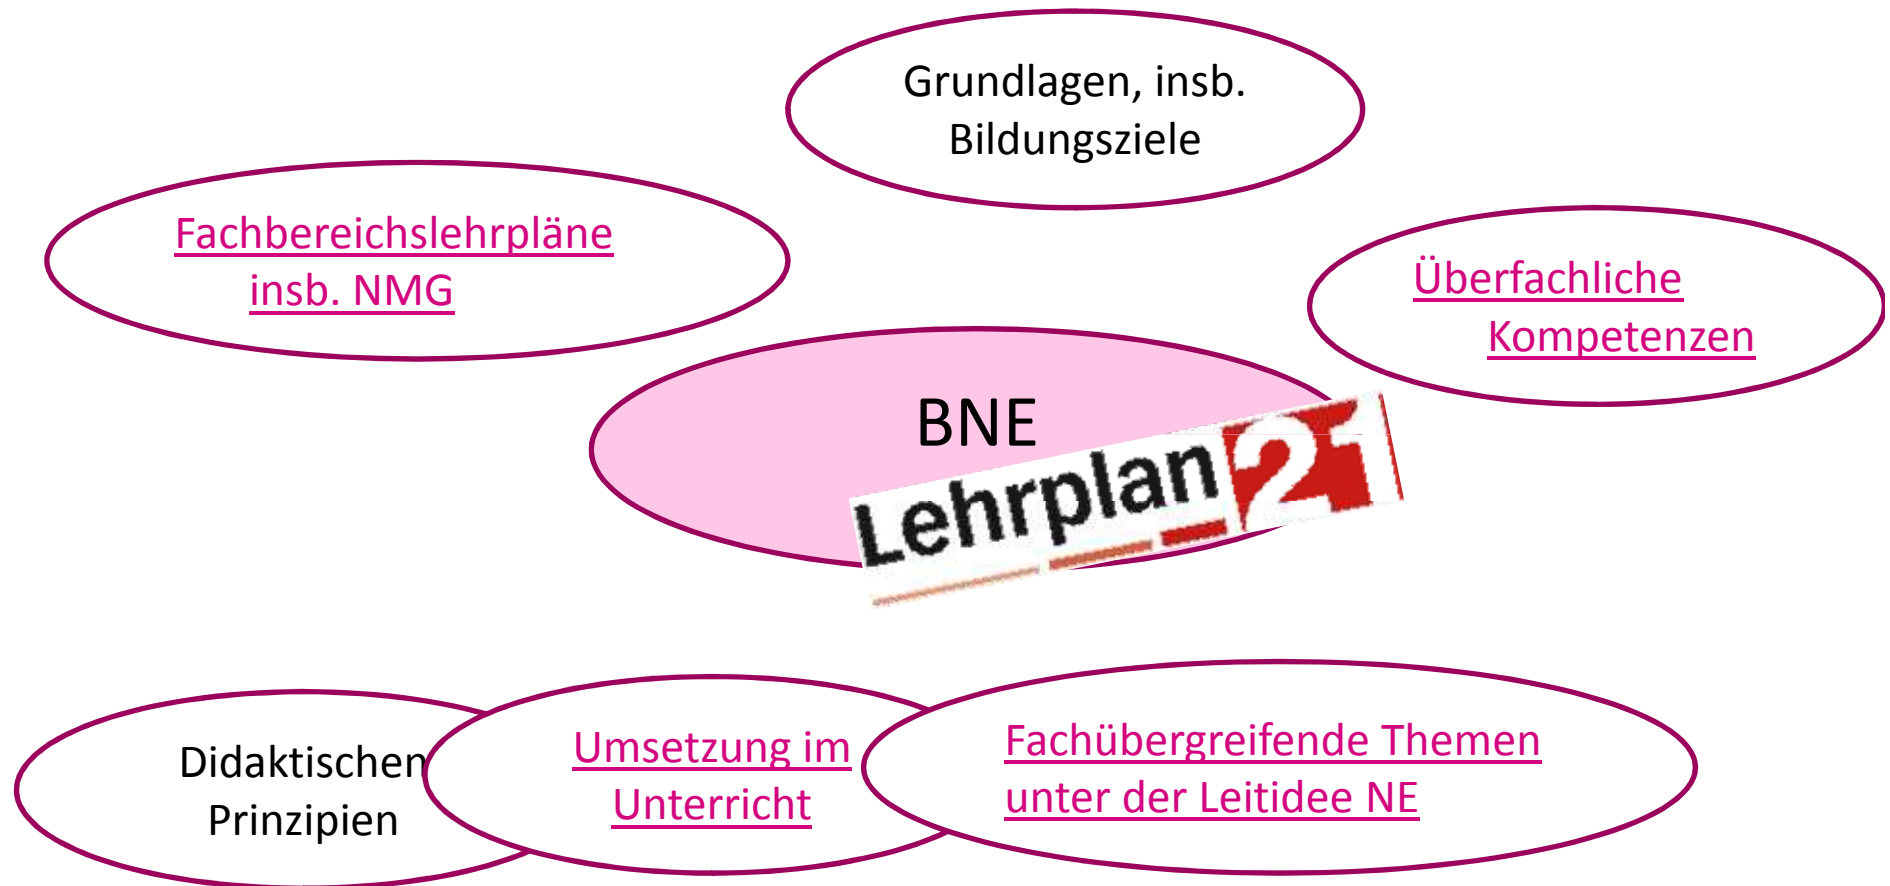 Grundlagen, insb.
Bildungsziele
Fachbereichslehrpläne
insb. NMG
Überfachliche
Kompetenzen
BNE
Lehrplan 21
Didaktischen
Prinzipien
Umsetzung im
Unterricht
Fachübergreifende Themen
unter der Leitidee NE